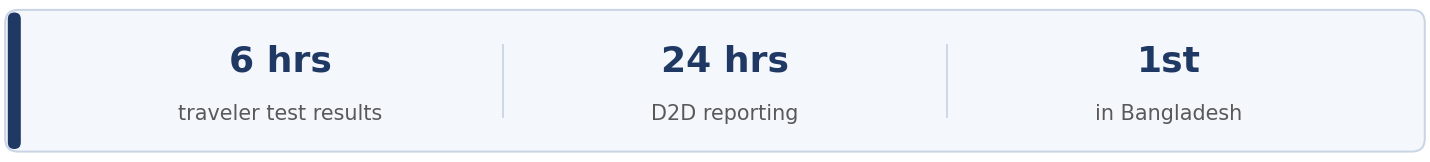 6 hrs
traveler test results
24 hrs
D2D reporting
1st
in Bangladesh